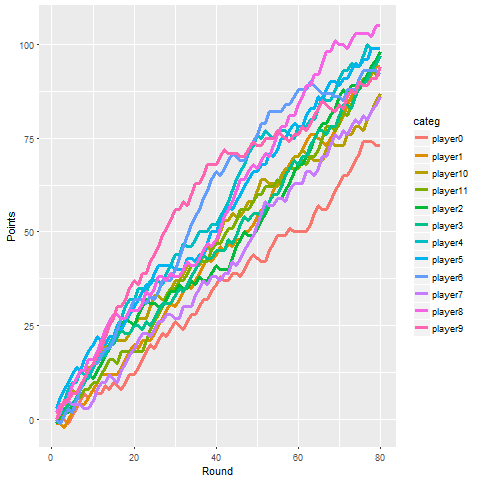 100
75
50
25
0
Points
0
20
40
60
80
Round
categ
player0
player1
player10
player11
player2
player3
player4
player5
player6
player7
player8
player9